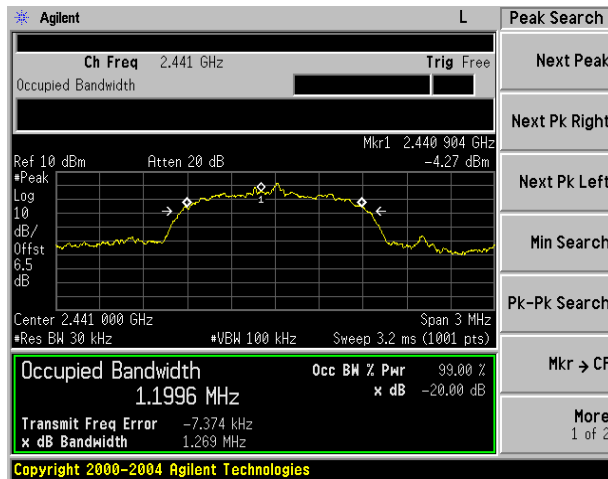 Agilent L Peak Search
Ch Freq 2.441 GHz Trig Free
Occupied Bandwidth
Mkr1 2.440 904 GHz
Ref 10 dBm Atten 20 dB -4.27 dBm
#Peak
Log
10
dB/
Offst
6.5
dB
1
Center 2.441 000 GHz Span 3 MHz
#Res BW 30 kHz #VBW 100 kHz Sweep 3.2 ms (1001 pts)
Occupied Bandwidth Occ BW % Pwr 99.00 %
1.1996 MHz x dB -20.00 dB
Transmit Freq Error -7.374 kHz
x dB Bandwidth 1.269 MHz
Copyright 2000-2004 Agilent Technologies
Next Peak
Next Pk Right
Next Pk Left
Min Search
Pk-Pk Search
Mkr → CF
More
1 of 2